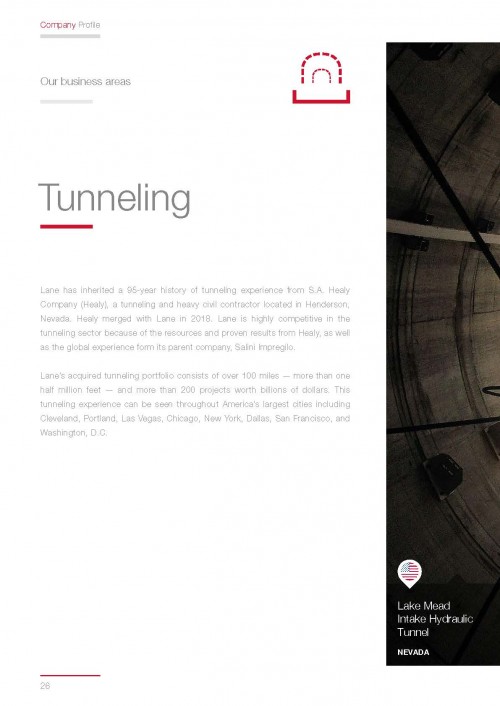 Company Profile
Our business areas
Tunneling
Lane has inherited a 95-year history of tunneling experience from S.A. Healy
Company (Healy), a tunneling and heavy civil contractor located in Henderson,
Nevada. Healy merged with Lane in 2018. Lane is highly competitive in the
tunneling sector because of the resources and proven results from Healy, as well
as the global experience form its parent company, Salini Impregilo.
Lane's acquired tunneling portfolio consists of over 100 miles — more than one
half million feet — and more than 200 projects worth billions of dollars. This
tunneling experience can be seen throughout America's largest cities including
Cleveland, Portland, Las Vegas, Chicago, New York, Dallas, San Francisco, and
Washington, D.C.
Lake Mead
Intake Hydraulic
Tunnel
NEVADA
28